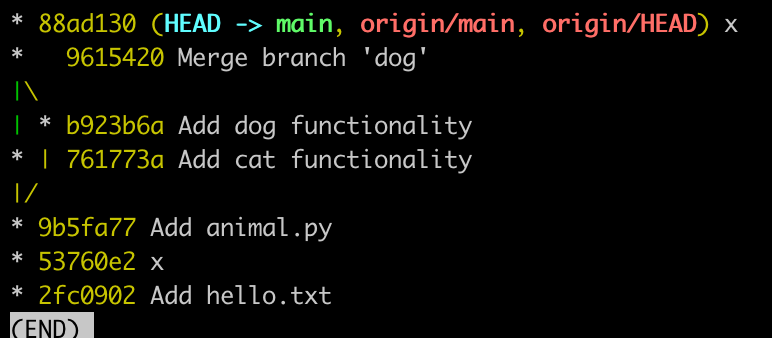 * 88ad130 (HEAD -> main, origin/main, origin/HEAD) x
*   9615420 Merge branch 'dog'
|\
| * b923b6a Add dog functionality
* | 761773a Add cat functionality
|/
* 9b5fa77 Add animal.py
* 53760e2 x
* 2fc0902 Add hello.txt
(END)